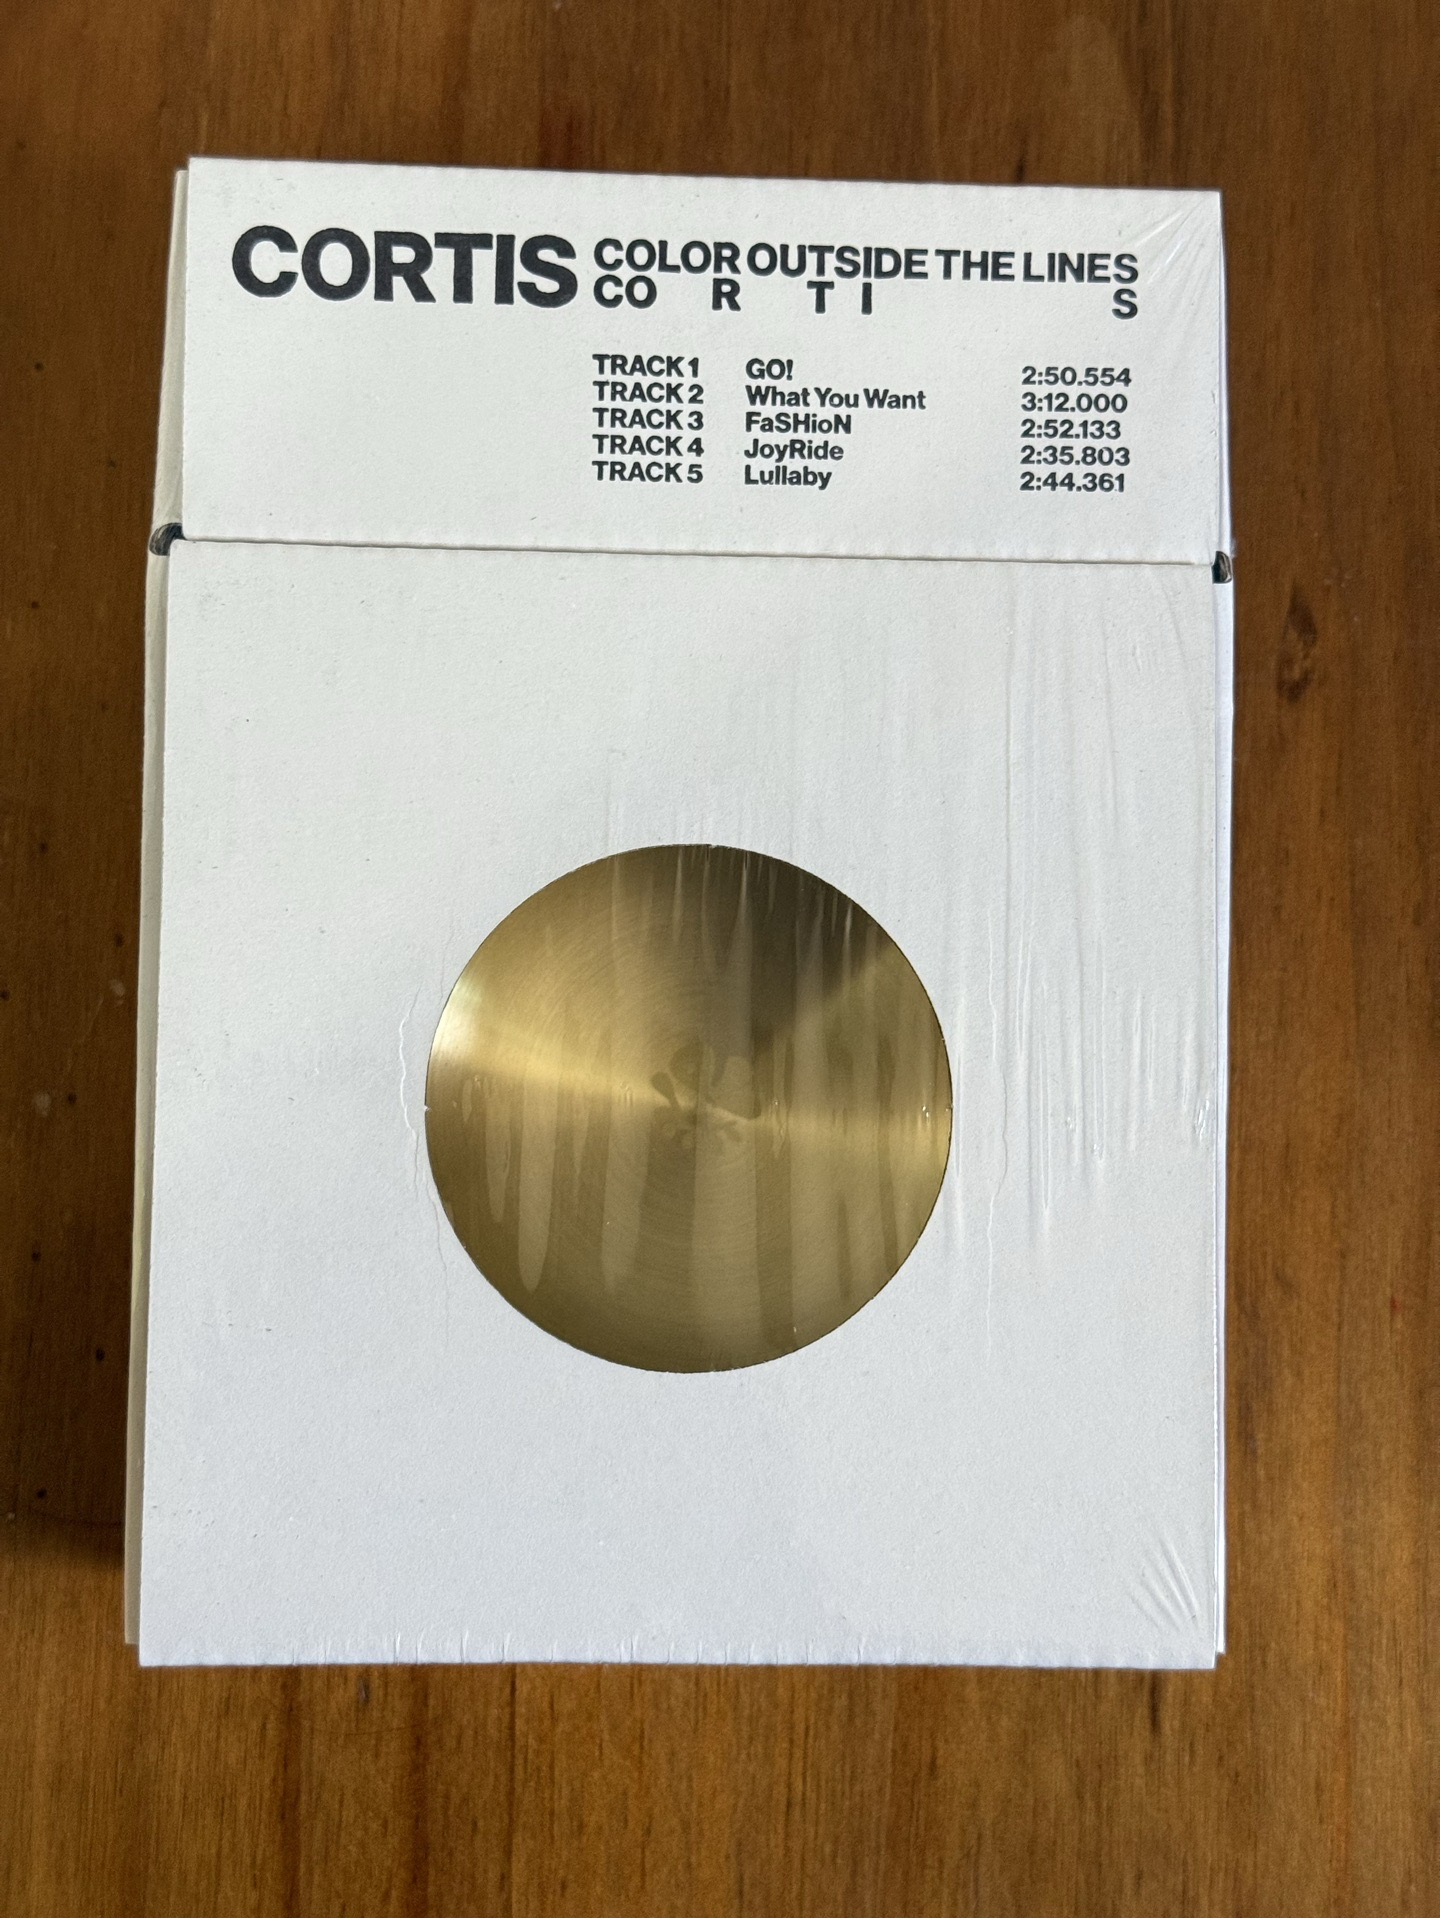 CORTIS COLOR OUTSIDE THE LINES
CO R T I S
TRACK 1 GO! 2:50.554
TRACK 2 What You Want 3:12.000
TRACK 3 FaSHioN 2:52.133
TRACK 4 JoyRide 2:35.803
TRACK 5 Lullaby 2:44.361